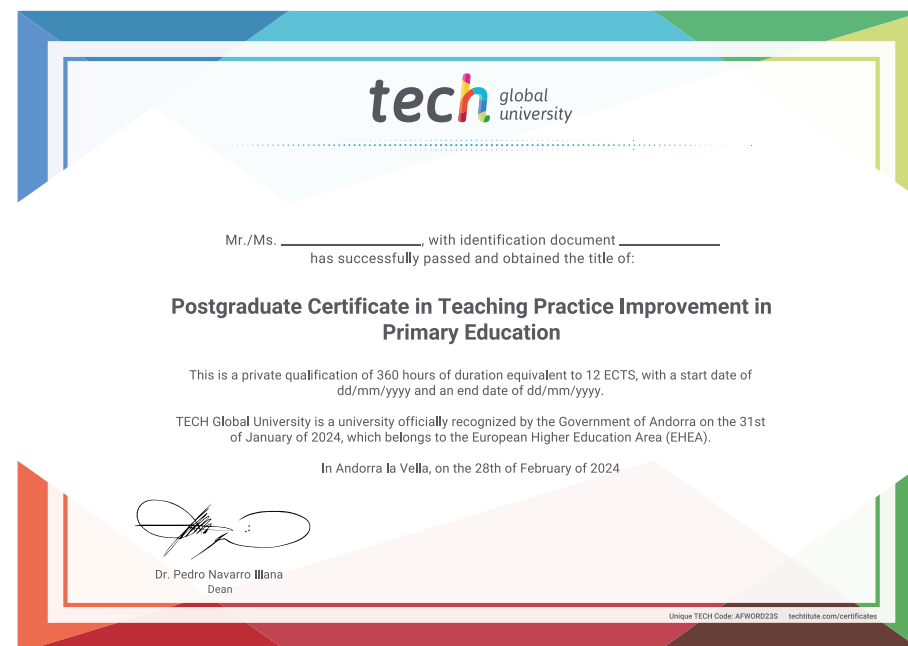 tech global
university
Mr./Ms. ____________________, with identification document ______________
has successfully passed and obtained the title of:
Postgraduate Certificate in Teaching Practice Improvement in
Primary Education
This is a private qualification of 360 hours of duration equivalent to 12 ECTS, with a start date of
dd/mm/yyyy and an end date of dd/mm/yyyy.
TECH Global University is a university officially recognized by the Government of Andorra on the 31st
of January of 2024, which belongs to the European Higher Education Area (EHEA).
In Andorra la Vella, on the 28th of February of 2024
Dr. Pedro Navarro Illana
Dean
Unique TECH Code: AFWORD23S techtitute.com/certificates